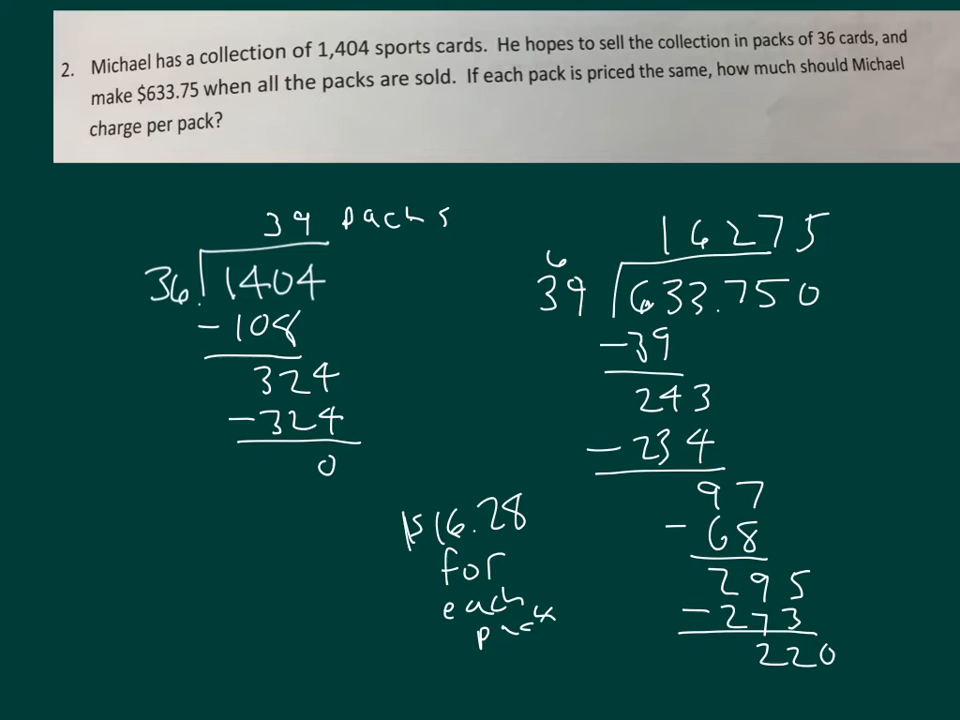 2. Michael has a collection of 1,404 sports cards. He hopes to sell the collection in packs of 36 cards, and
make $633.75 when all the packs are sold. If each pack is priced the same, how much should Michael
charge per pack?
39 packs
36 1404
-108
324
-324
0
16275
6
39 633.750
-39
243
-234
97
-68
295
-273
220
$16.28
for
each
pack